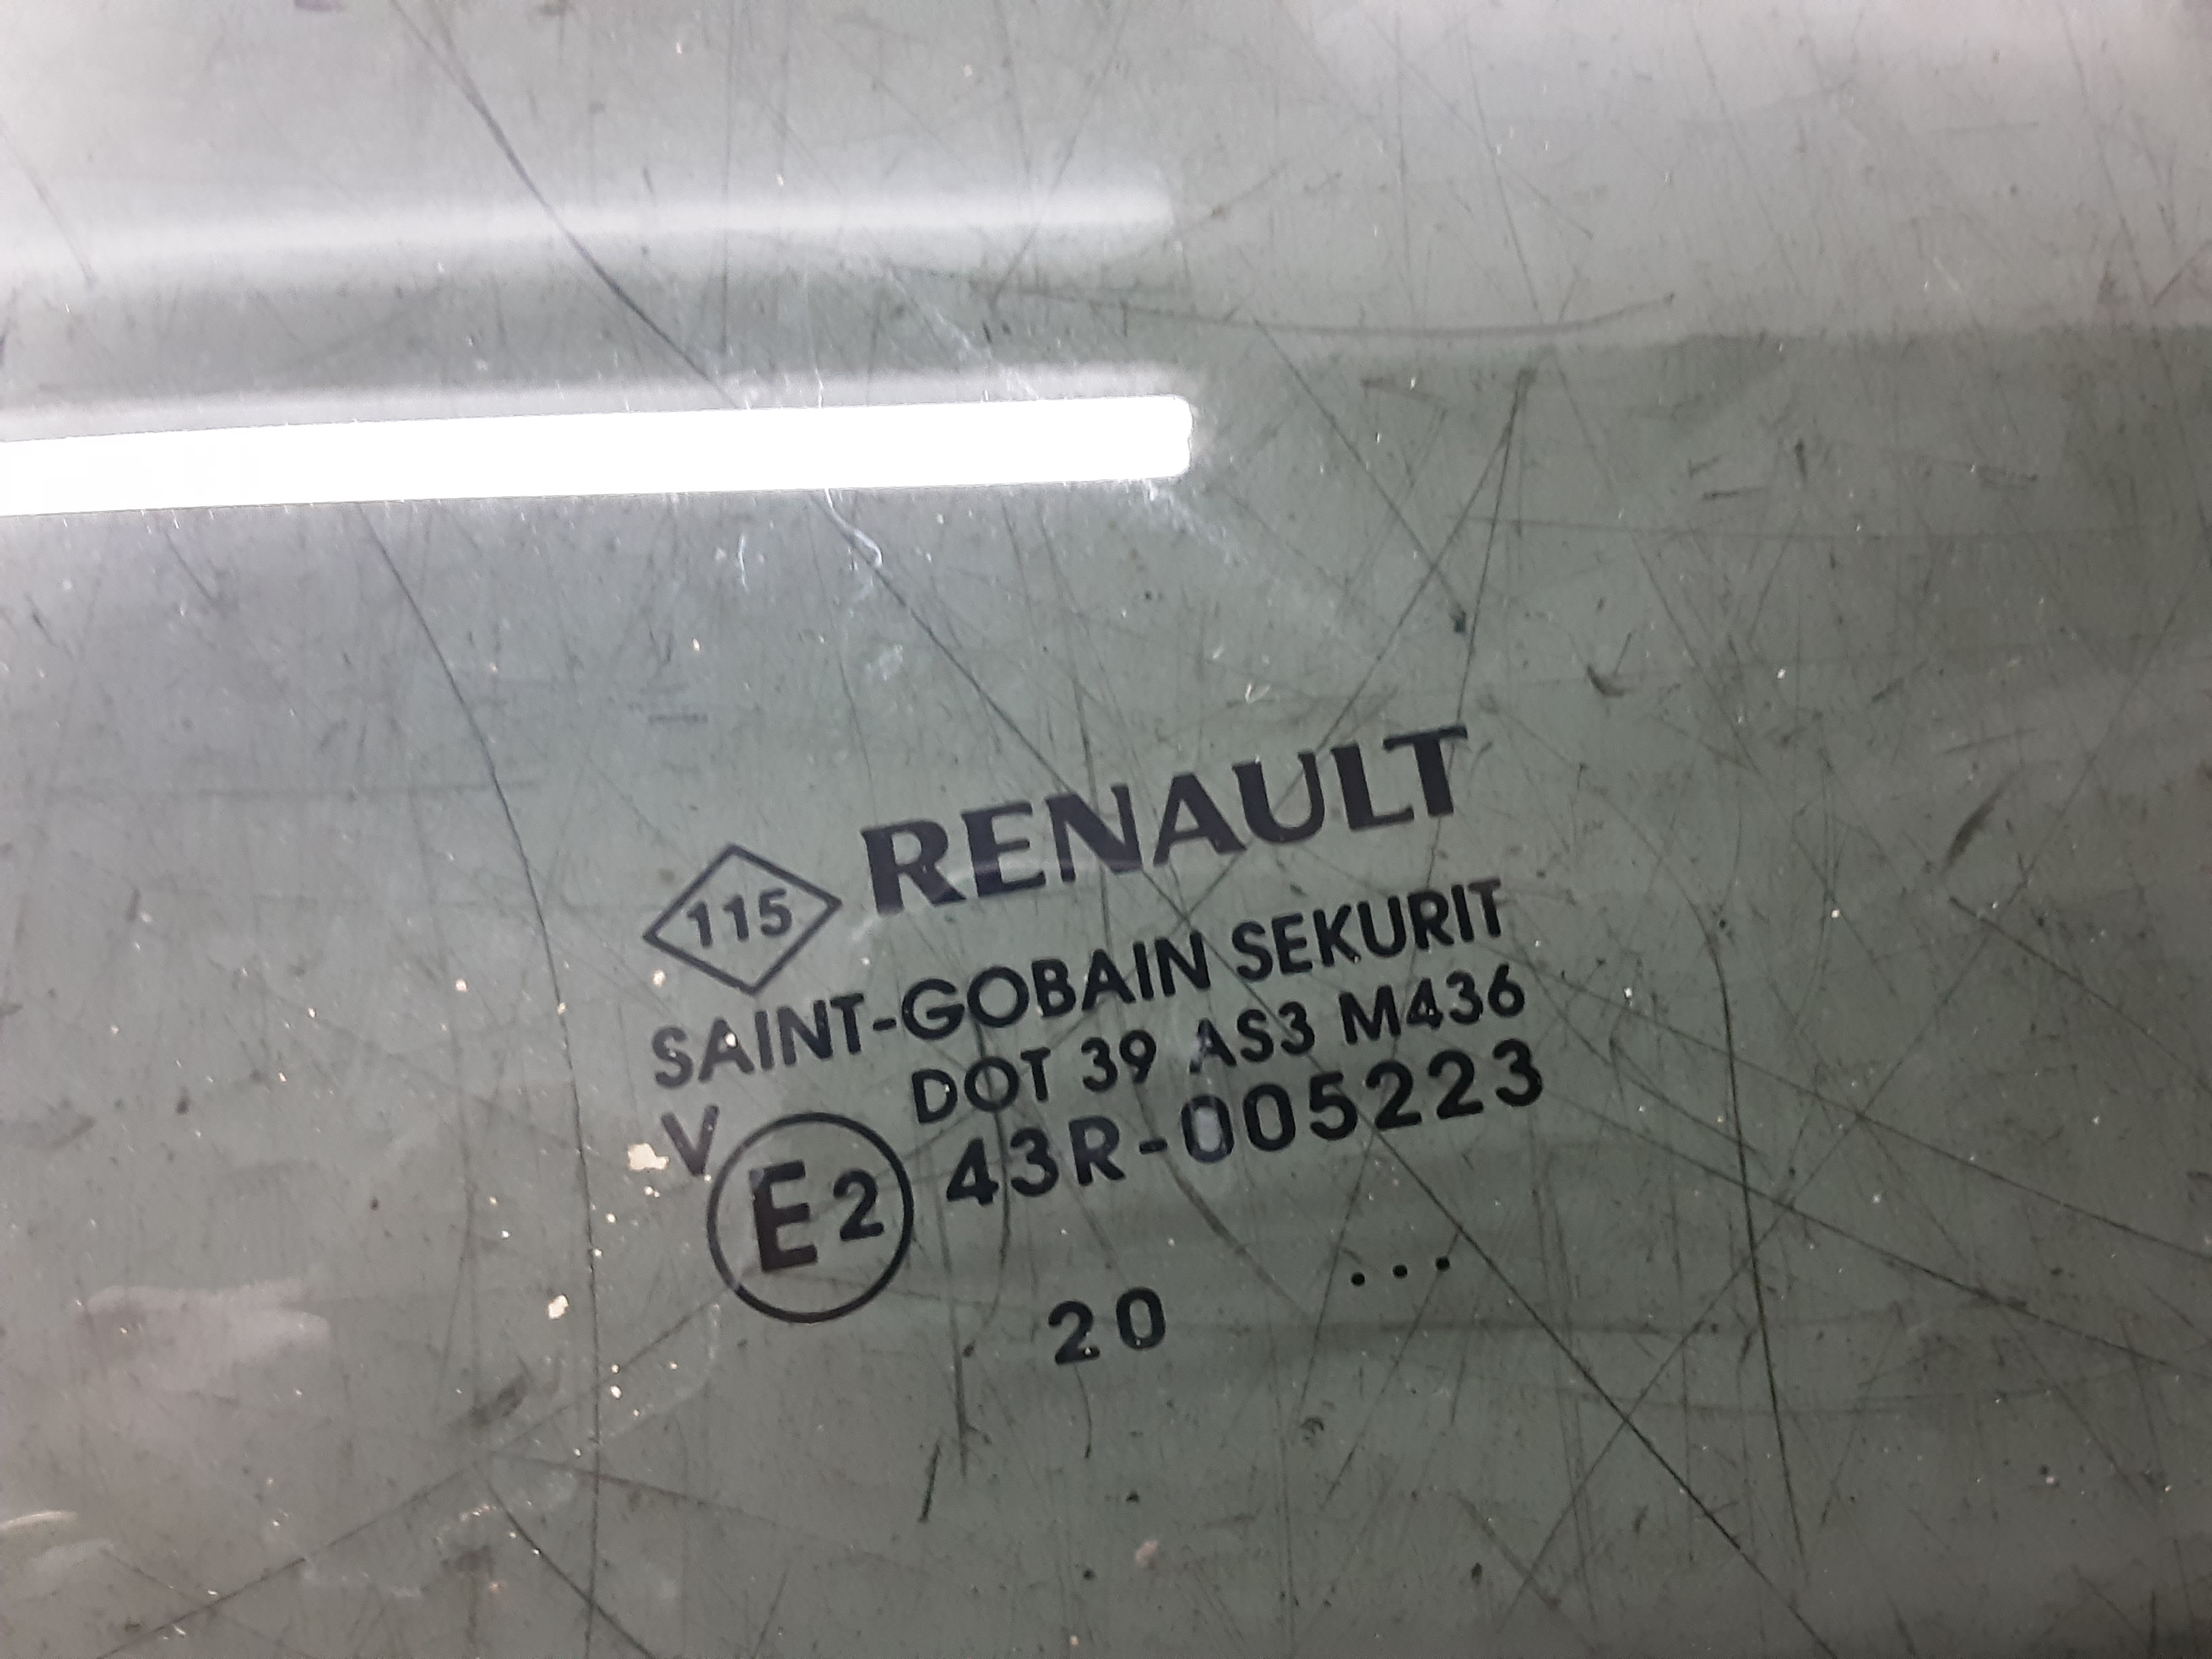 115 RENAULT
SAINT-GOBAIN SEKURIT
DOT 39 AS3 M436
V
E2 43R-005223
...
20